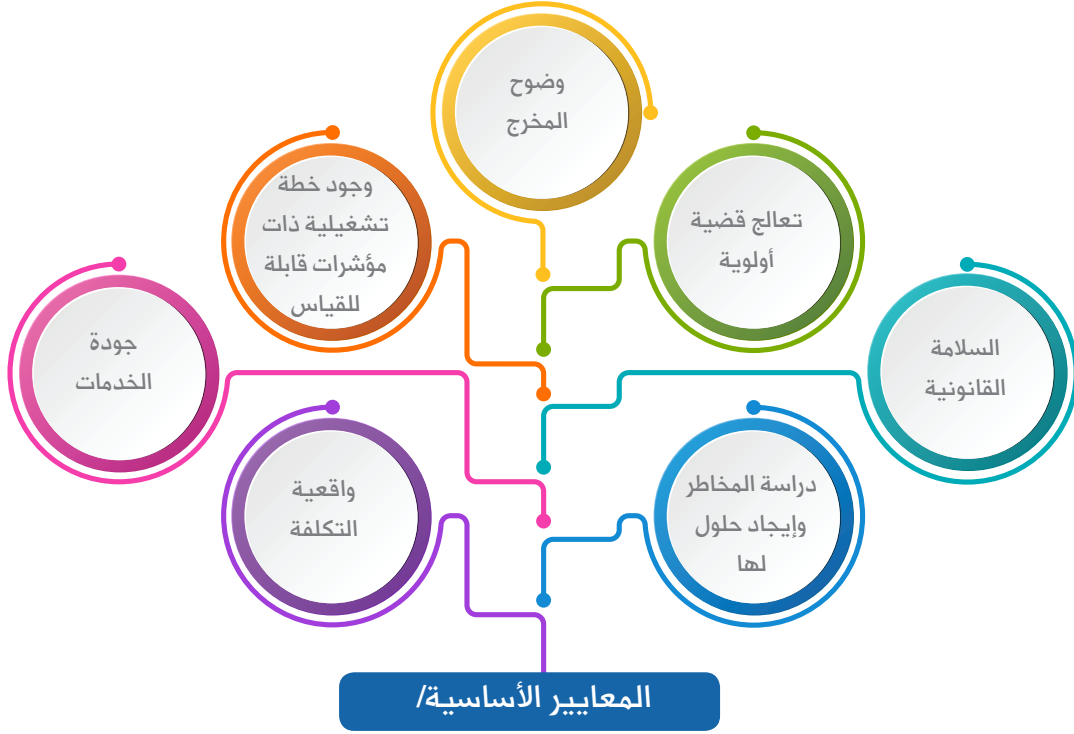 وضوح
المخرج
تعالج قضية
أولوية
وجود خطة
تشغيلية ذات
مؤشرات قابلة
للقياس
السلامة
القانونية
جودة
الخدمات
دراسة المخاطر
وإيجاد حلول
لها
واقعية
التكلفة
المعايير الأساسية/